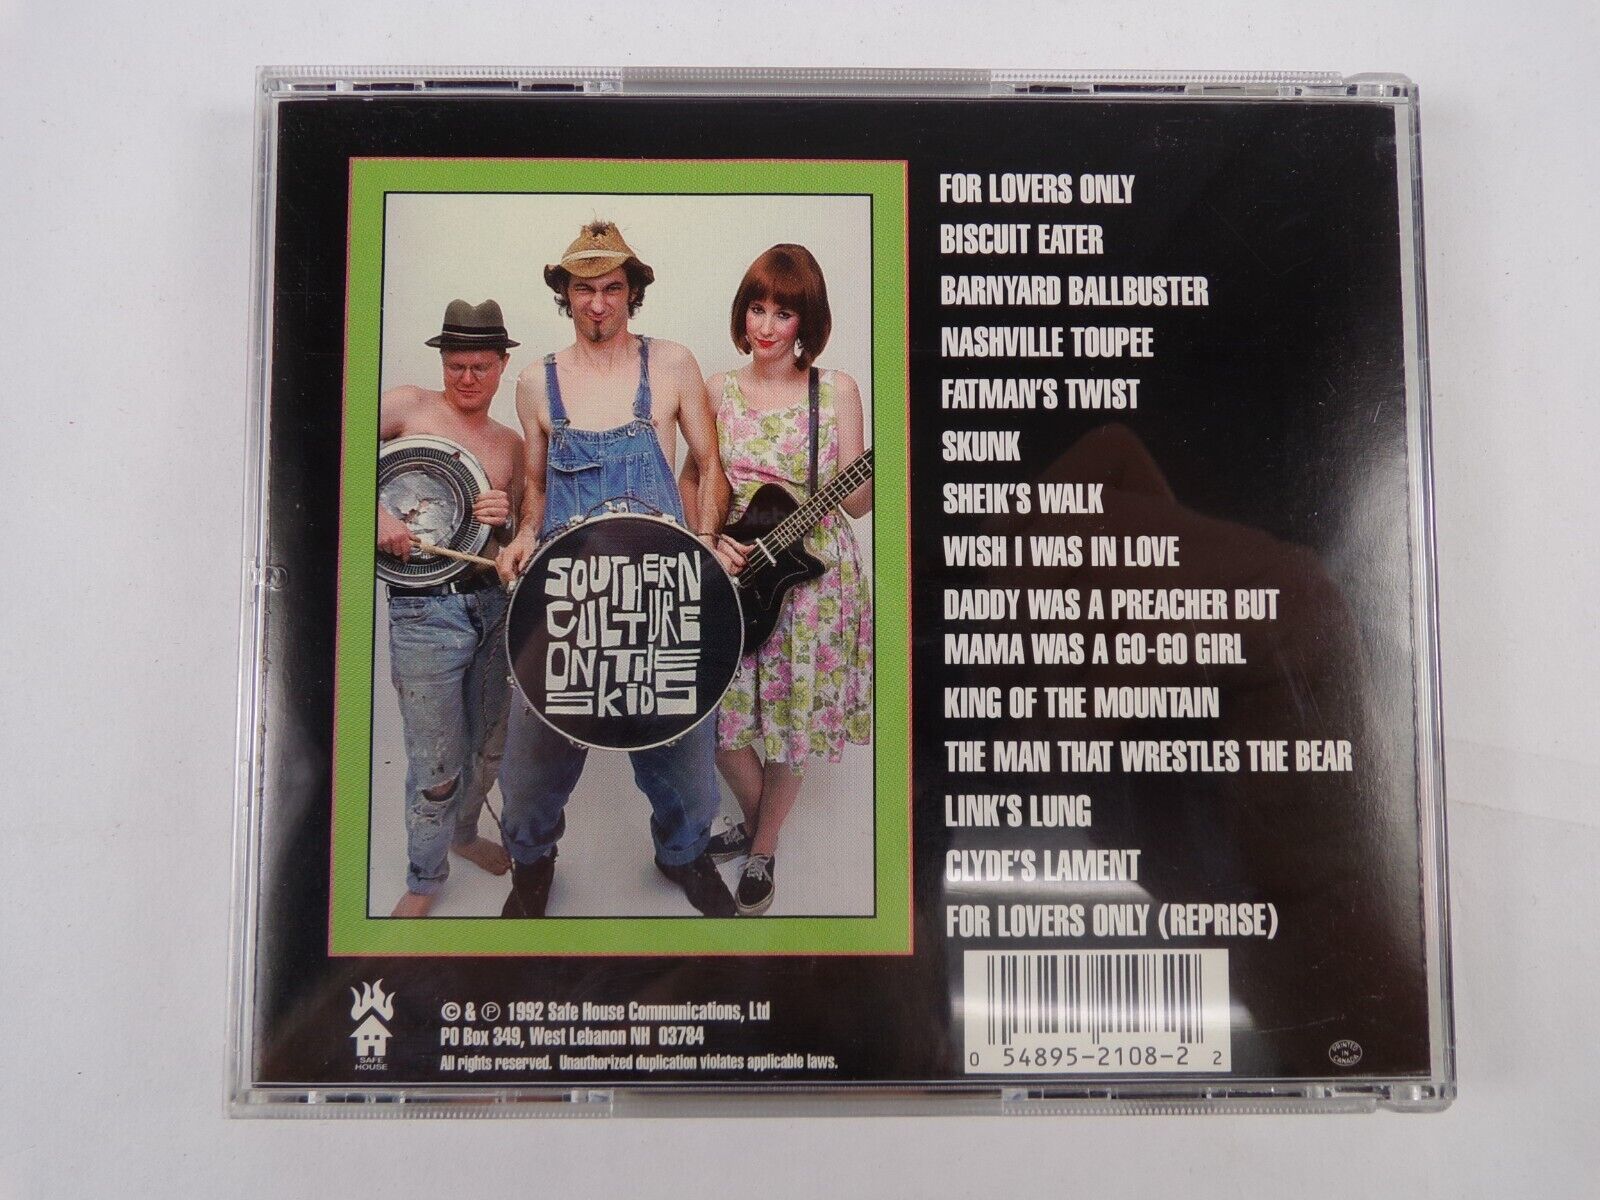 FOR LOVERS ONLY
BISCUIT EATER
BARNYARD BALLBUSTER
NASHVILLE TOUPEE
FATMAN'S TWIST
SKUNK
SHEIK'S WALK
WISH I WAS IN LOVE
DADDY WAS A PREACHER BUT
MAMA WAS A GO-GO GIRL
KING OF THE MOUNTAIN
THE MAN THAT WRESTLES THE BEAR
LINK'S LUNG
CLYDE'S LAMENT
FOR LOVERS ONLY (REPRISE)
SOUTHERN
CULTURE
ON THE
SKIDS
SAFE
HOUSE
© & ℗ 1992 Safe House Communications, Ltd
PO Box 349, West Lebanon NH 03784
All rights reserved. Unauthorized duplication violates applicable laws.
0 54895-2108-2 2
PRINTED
IN
CANADA